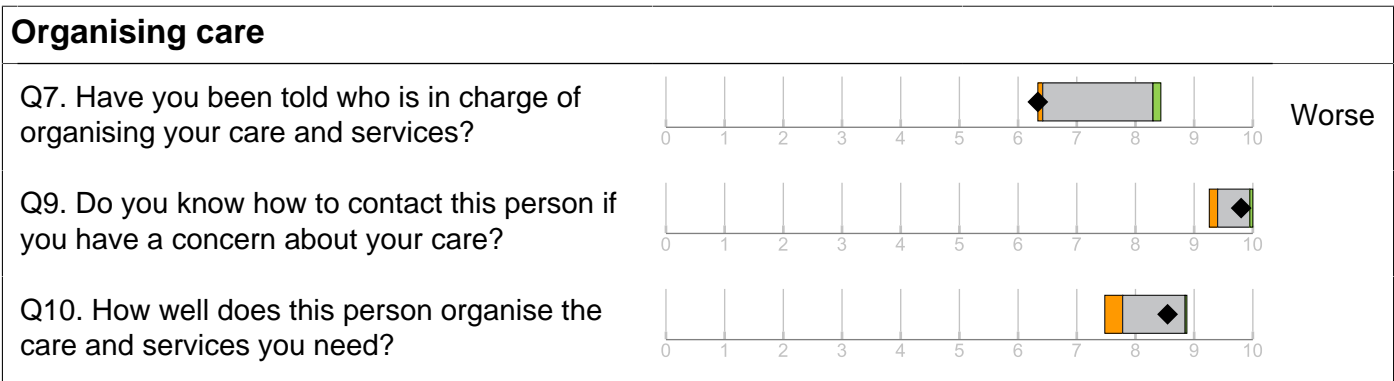 Organising care
Q7. Have you been told who is in charge of
organising your care and services?
0 1 2 3 4 5 6 7 8 9 10
Worse
Q9. Do you know how to contact this person if
you have a concern about your care?
0 1 2 3 4 5 6 7 8 9 10
Q10. How well does this person organise the
care and services you need?
0 1 2 3 4 5 6 7 8 9 10